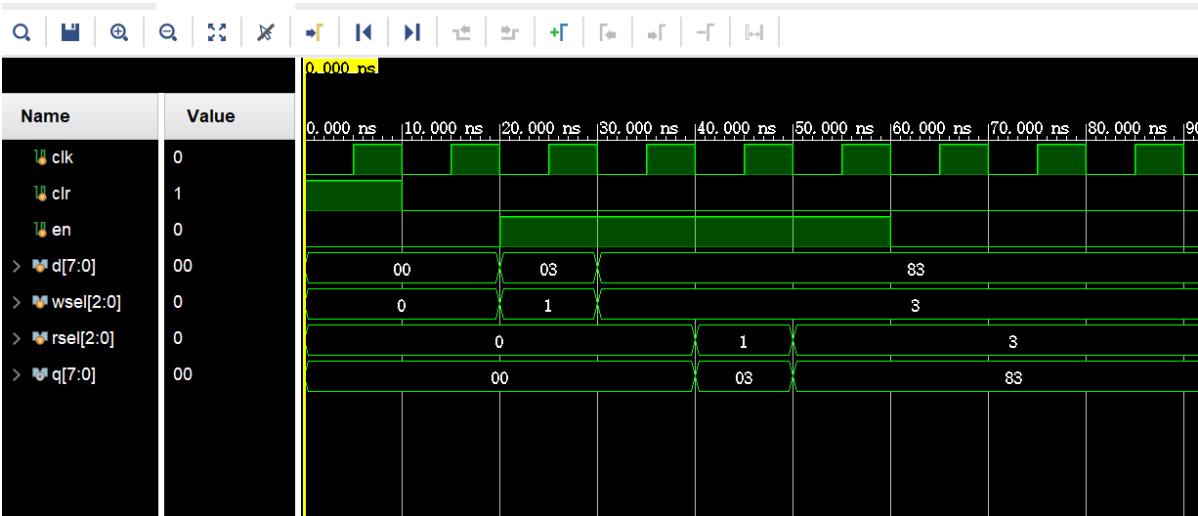 0.000 ns
Name Value
0.000 ns 10.000 ns 20.000 ns 30.000 ns 40.000 ns 50.000 ns 60.000 ns 70.000 ns 80.000 ns 90
clk 0
clr 1
en 0
d[7:0] 00 00 03 83
wsel[2:0] 0 0 1 3
rsel[2:0] 0 0 1 3
q[7:0] 00 00 03 83